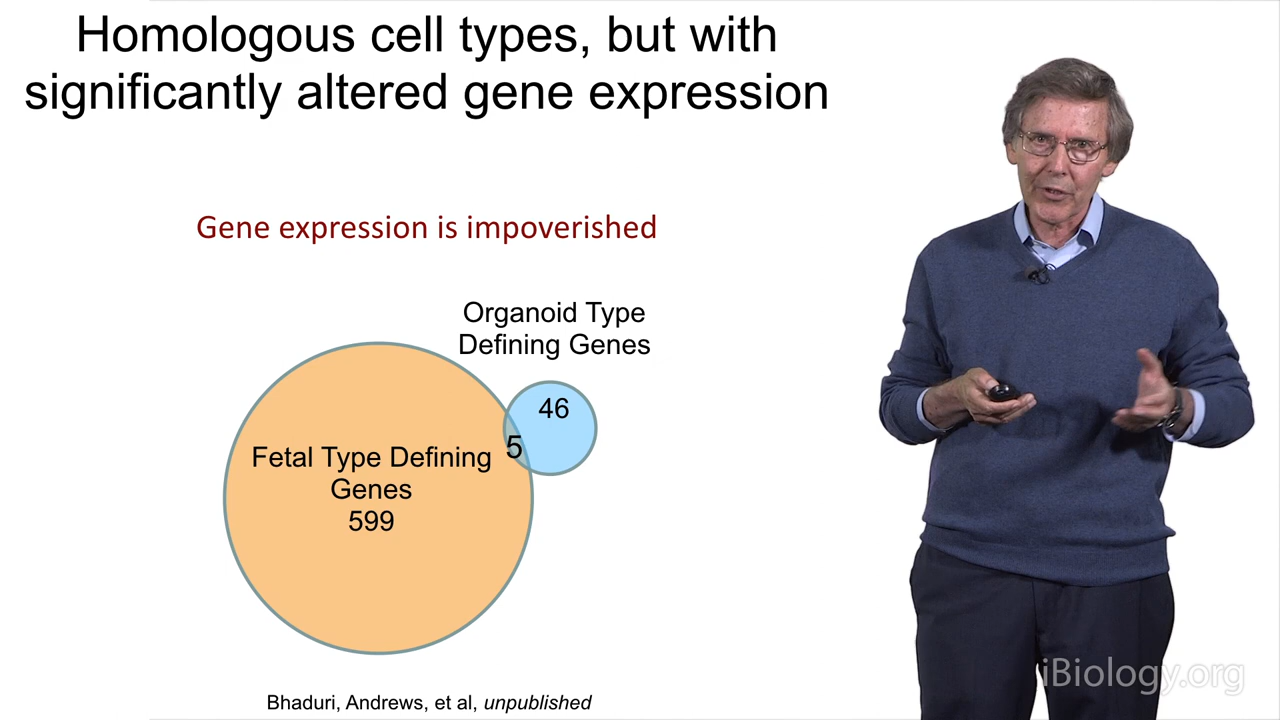 Homologous cell types, but with
significantly altered gene expression
Gene expression is impoverished
Organoid Type
Defining Genes
46
5
Fetal Type Defining
Genes
599
Bhaduri, Andrews, et al, unpublished
iBiology.org